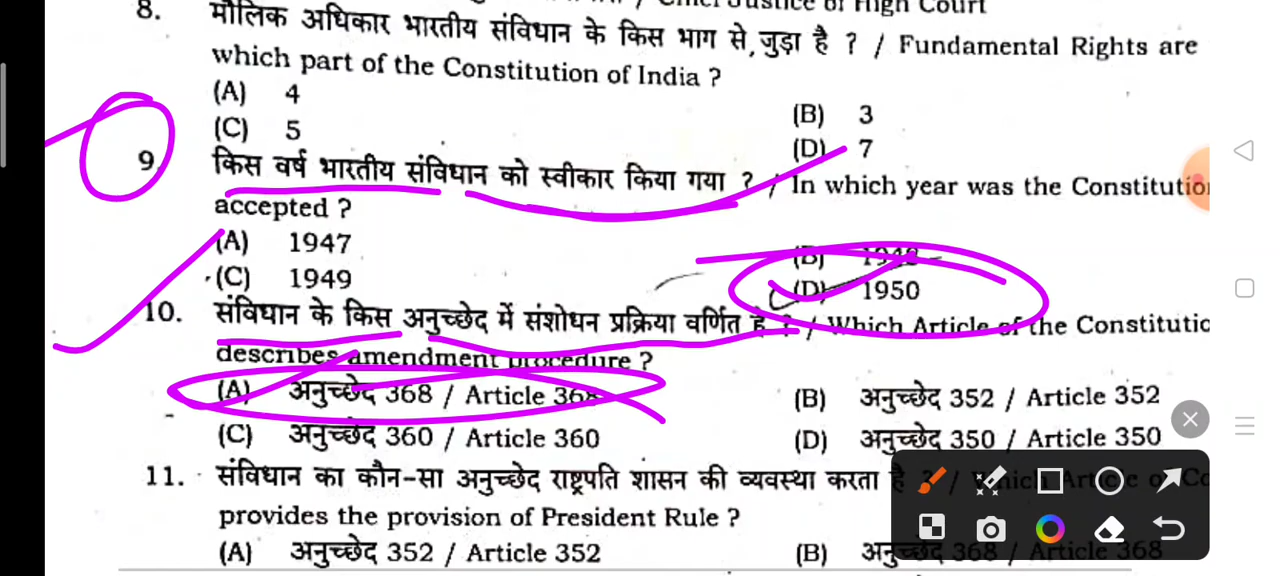 8. मौलिक अधिकार भारतीय संविधान के किस भाग से जुड़ा है ? / Fundamental Rights are
which part of the Constitution of India ?
(A) 4
(B) 3
(C) 5
(D) 7
9. किस वर्ष भारतीय संविधान को स्वीकार किया गया ? / In which year was the Constitutio
accepted ?
(A) 1947
(B) 1948
(C) 1949
(D) 1950
10. संविधान के किस अनुच्छेद में संशोधन प्रक्रिया वर्णित है ? / Which Article of the Constitutio
describes amendment procedure ?
(A) अनुच्छेद 368 / Article 368
(B) अनुच्छेद 352 / Article 352
(C) अनुच्छेद 360 / Article 360
(D) अनुच्छेद 350 / Article 350
11. संविधान का कौन-सा अनुच्छेद राष्ट्रपति शासन की व्यवस्था करता है
provides the provision of President Rule ?
(A) अनुच्छेद 352 / Article 352
(B) अनुच्छेद 368 / Article 368